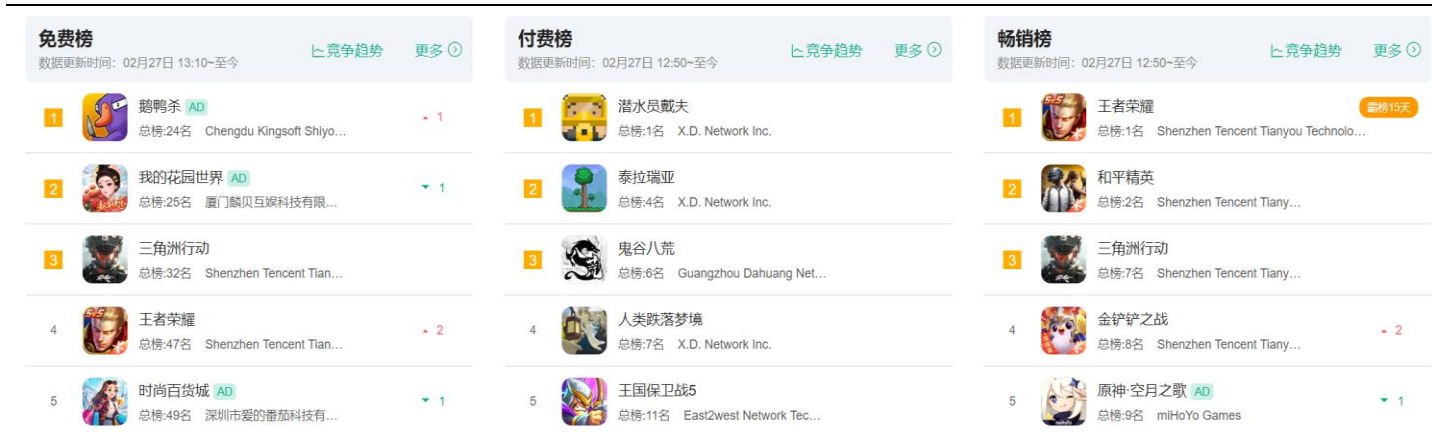 免费榜
竞争趋势 更多
数据更新时间：02月27日 13:10~至今
1 鹅鸭杀 AD
总榜:24名 Chengdu Kingsoft Shiyo... 1
2 我的花园世界 AD
总榜:25名 厦门麟贝互娱科技有限... 1
3 三角洲行动
总榜:32名 Shenzhen Tencent Tian...
4 王者荣耀
总榜:47名 Shenzhen Tencent Tian... 2
5 时尚百货城 AD
总榜:49名 深圳市爱的番茄科技有... 1
付费榜
竞争趋势 更多
数据更新时间：02月27日 12:50~至今
1 潜水员戴夫
总榜:1名 X.D. Network Inc.
2 泰拉瑞亚
总榜:4名 X.D. Network Inc.
3 鬼谷八荒
总榜:6名 Guangzhou Dahuang Net...
4 人类跌落梦境
总榜:7名 X.D. Network Inc.
5 王国保卫战5
总榜:11名 East2west Network Tec...
畅销榜
竞争趋势 更多
数据更新时间：02月27日 12:50~至今
1 王者荣耀 霸榜15天
总榜:1名 Shenzhen Tencent Tianyou Technolo...
2 和平精英
总榜:2名 Shenzhen Tencent Tiany...
3 三角洲行动
总榜:7名 Shenzhen Tencent Tiany...
4 金铲铲之战
总榜:8名 Shenzhen Tencent Tiany... 2
5 原神·空月之歌 AD
总榜:9名 miHoYo Games 1